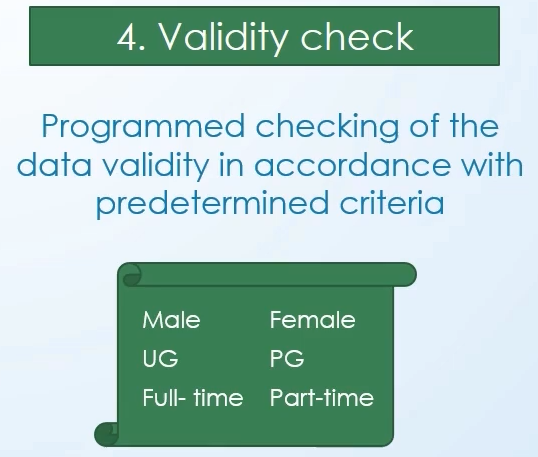 4. Validity check
Programmed checking of the
data validity in accordance with
predetermined criteria
Male Female
UG PG
Full- time Part-time